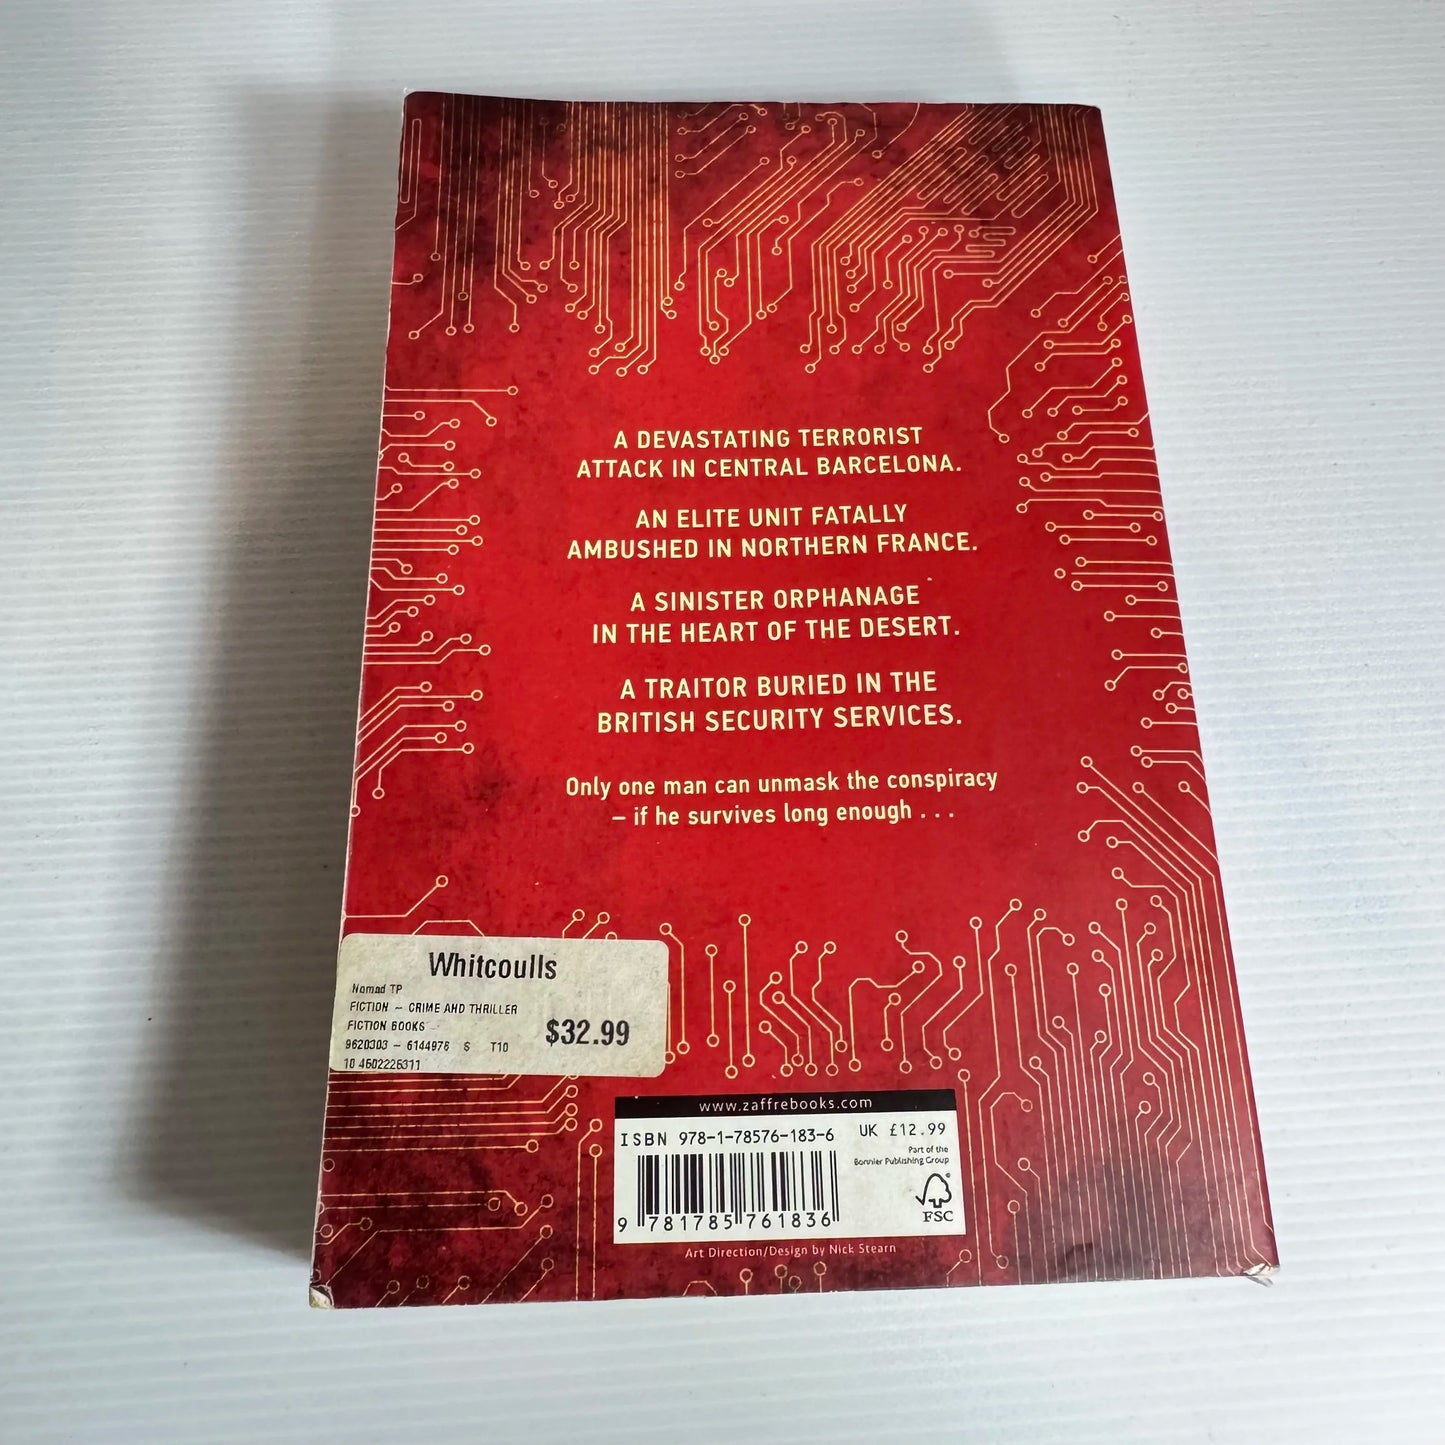 A DEVASTATING TERRORIST
ATTACK IN CENTRAL BARCELONA.
AN ELITE UNIT FATALLY
AMBUSHED IN NORTHERN FRANCE.
A SINISTER ORPHANAGE
IN THE HEART OF THE DESERT.
A TRAITOR BURIED IN THE
BRITISH SECURITY SERVICES.
Only one man can unmask the conspiracy
– if he survives long enough . . .
Whitcoulls
Nomad TP
FICTION – CRIME AND THRILLER
FICTION BOOKS
$32.99
9620303 – 6144976 S T10
10 4502225311
www.zaffrebooks.com
ISBN 978-1-78576-183-6 UK £12.99
Part of the
Bonnier Publishing Group
FSC
9 781785 761836
Art Direction/Design by Nick Stearn